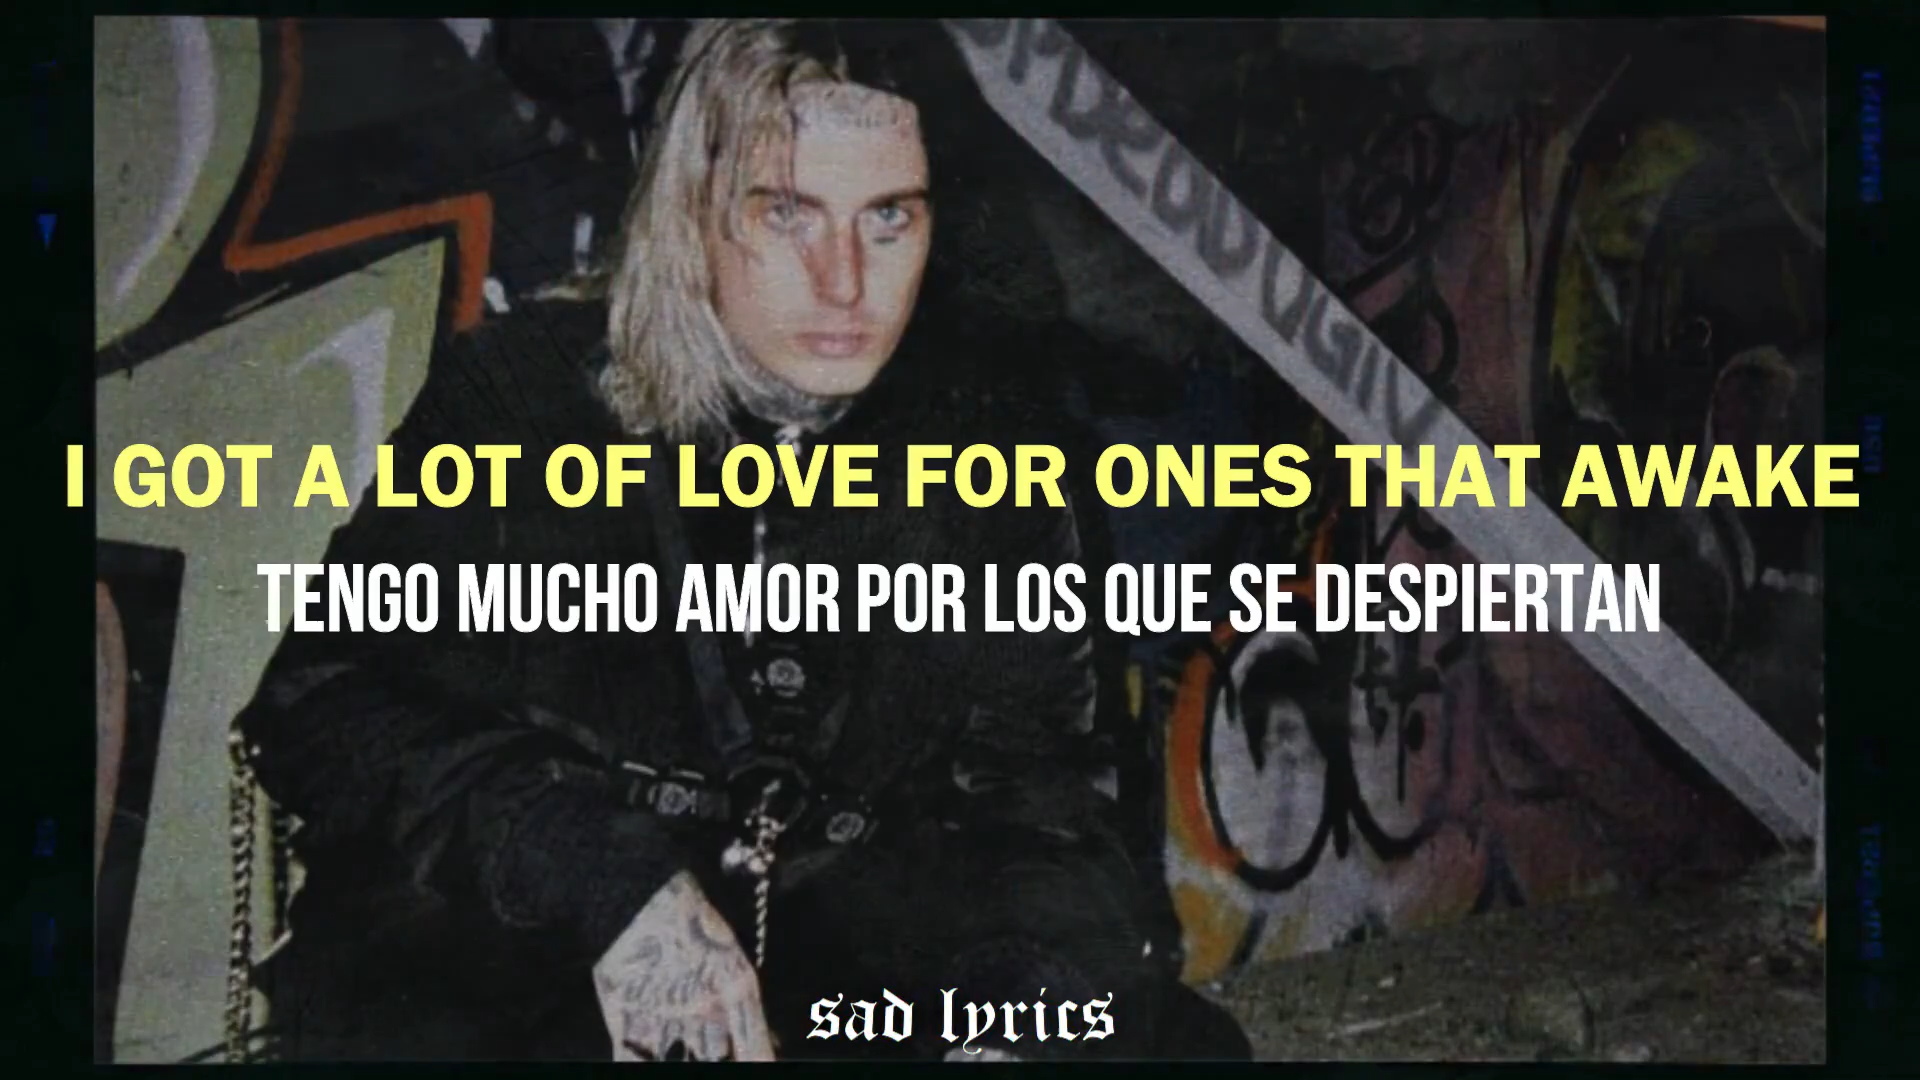 I GOT A LOT OF LOVE FOR ONES THAT AWAKE
TENGO MUCHO AMOR POR LOS QUE SE DESPIERTAN
sad lyrics